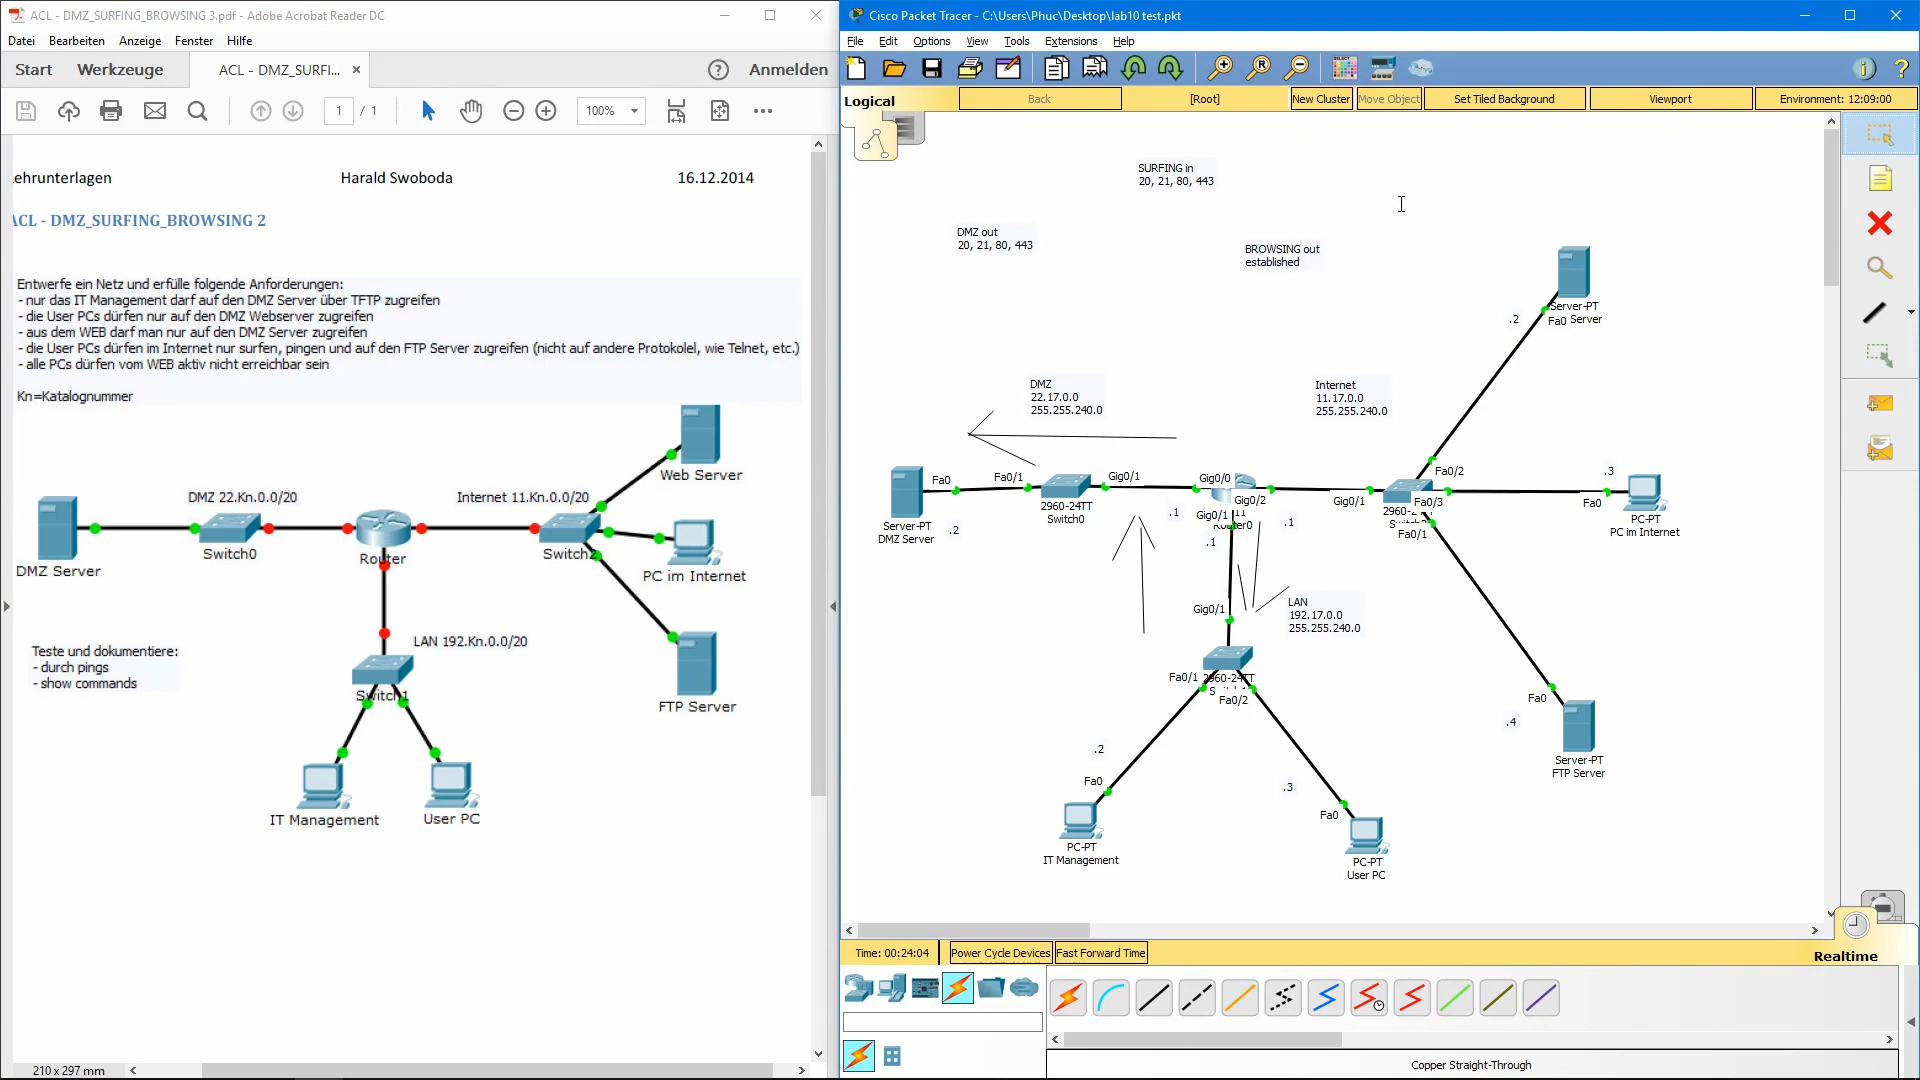 ACL - DMZ_SURFING_BROWSING 3.pdf - Adobe Acrobat Reader DC
Datei Bearbeiten Anzeige Fenster Hilfe
Start Werkzeuge ACL - DMZ_SURFI... × Anmelden
1 / 1 100%
ehrunterlagen Harald Swoboda 16.12.2014
ACL - DMZ_SURFING_BROWSING 2
Entwerfe ein Netz und erfülle folgende Anforderungen:
- nur das IT Management darf auf den DMZ Server über TFTP zugreifen
- die User PCs dürfen nur auf den DMZ Webserver zugreifen
- aus dem WEB darf man nur auf den DMZ Server zugreifen
- die User PCs dürfen im Internet nur surfen, pingen und auf den FTP Server zugreifen (nicht auf andere Protokolel, wie Telnet, etc.)
- alle PCs dürfen vom WEB aktiv nicht erreichbar sein
Kn=Katalognummer
Web Server
DMZ 22.Kn.0.0/20
Internet 11.Kn.0.0/20
Switch0
Router
Switch2
DMZ Server
PC im Internet
LAN 192.Kn.0.0/20
Teste und dokumentiere:
- durch pings
- show commands
Switch1
FTP Server
IT Management
User PC
210 x 297 mm
Cisco Packet Tracer - C:\Users\Phuc\Desktop\lab10 test.pkt
File Edit Options View Tools Extensions Help
Logical Back [Root] New Cluster Move Object Set Tiled Background Viewport Environment: 12:09:00
SURFING in
20, 21, 80, 443
DMZ out
20, 21, 80, 443
BROWSING out
established
Server-PT
Fa0 Server
.2
DMZ
22.17.0.0
255.255.240.0
Internet
11.17.0.0
255.255.240.0
Fa0
Fa0/1
Gig0/1
Gig0/0
Gig0/2
Gig0/1
Gig0/1
Fa0/2
Fa0/3
Fa0/1
.3
Fa0
Server-PT
DMZ Server
.2
2960-24TT
Switch0
.1
.1
Router0
.1
PC-PT
PC im Internet
Gig0/1
LAN
192.17.0.0
255.255.240.0
Fa0/1
2960-24TT
Fa0/2
Fa0
.4
Server-PT
FTP Server
.2
Fa0
.3
Fa0
PC-PT
IT Management
PC-PT
User PC
Time: 00:24:04 Power Cycle Devices Fast Forward Time
Realtime
Copper Straight-Through